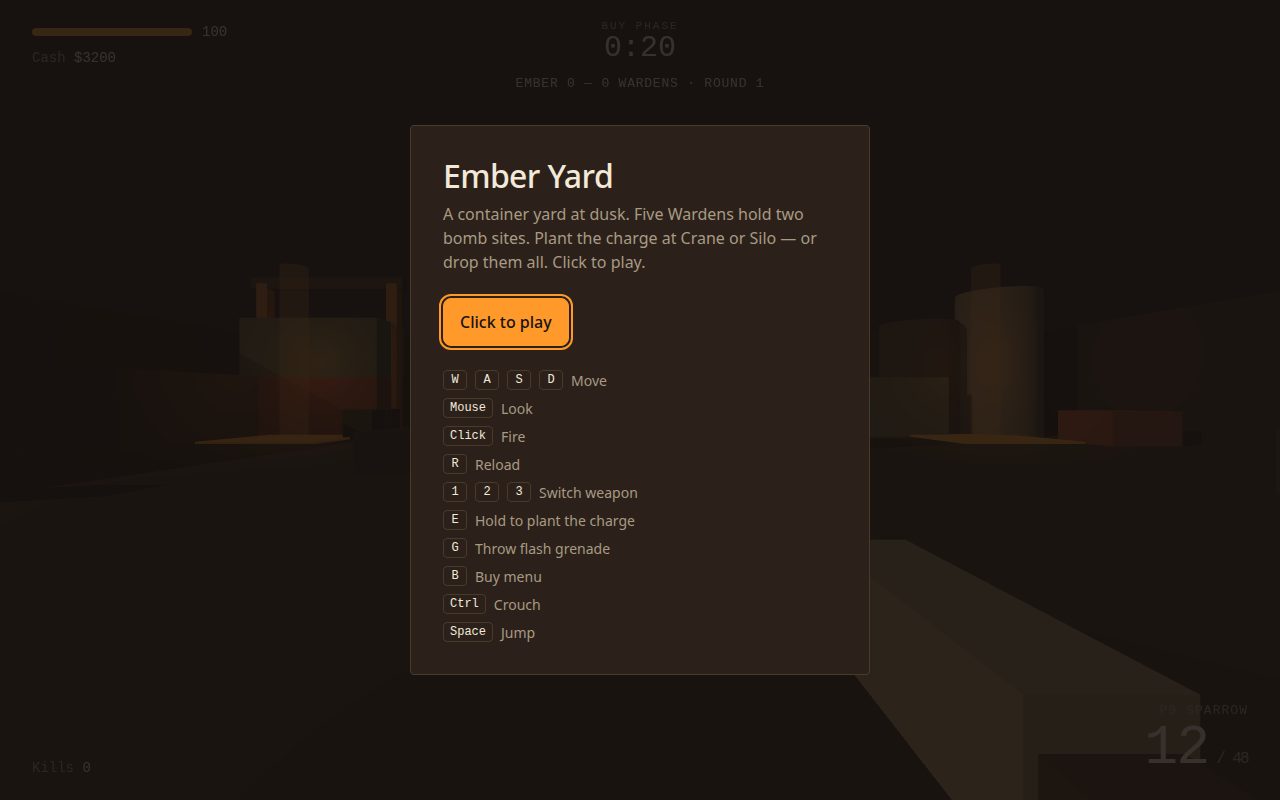 100
BUY PHASE
0:20
Cash $3200
EMBER 0 — 0 WARDENS · ROUND 1
Ember Yard
A container yard at dusk. Five Wardens hold two
bomb sites. Plant the charge at Crane or Silo — or
drop them all. Click to play.
Click to play
W A S D Move
Mouse Look
Click Fire
R Reload
1 2 3 Switch weapon
E Hold to plant the charge
G Throw flash grenade
B Buy menu
Ctrl Crouch
Space Jump
P9 SPARROW
12 / 48
Kills 0